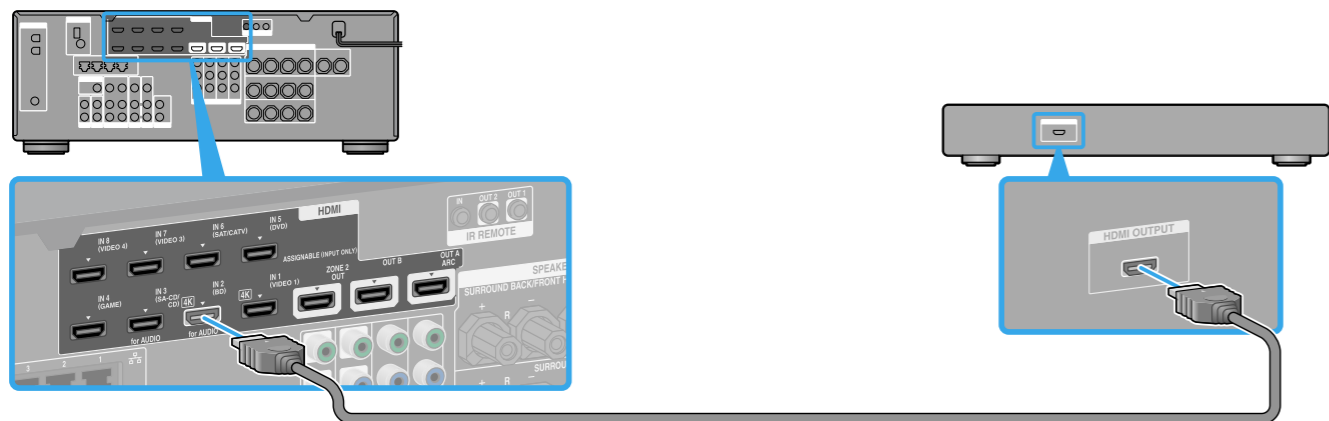 HDMI
IN 8
(VIDEO 4)
IN 7
(VIDEO 3)
IN 6
(SAT/CATV)
IN 5
(DVD)
ASSIGNABLE (INPUT ONLY)
IN 4
(GAME)
IN 3
(SA-CD/
CD)
for AUDIO
4K
IN 2
(BD)
for AUDIO
4K
IN 1
(VIDEO 1)
ZONE 2
OUT
OUT B
OUT A
ARC
IN
OUT 2
OUT 1
IR REMOTE
SPEAKE
SURROUND BACK/FRONT H
+ R −
SURROU
+ R −
3 2 1
HDMI OUTPUT